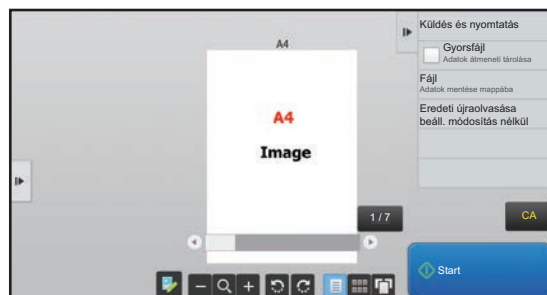 A4
A4
Image
1 / 7
Küldés és nyomtatás
Gyorsfájl
Adatok átmeneti tárolása
Fájl
Adatok mentése mappába
Eredeti újraolvasása
beáll. módosítás nélkül
CA
Start